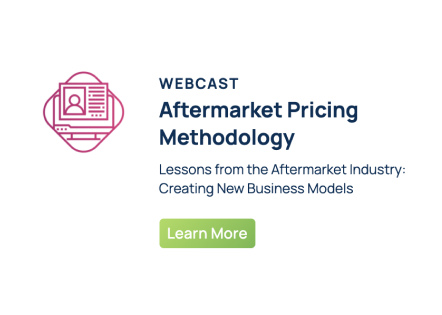 WEBCAST
Aftermarket Pricing
Methodology
Lessons from the Aftermarket Industry:
Creating New Business Models
Learn More